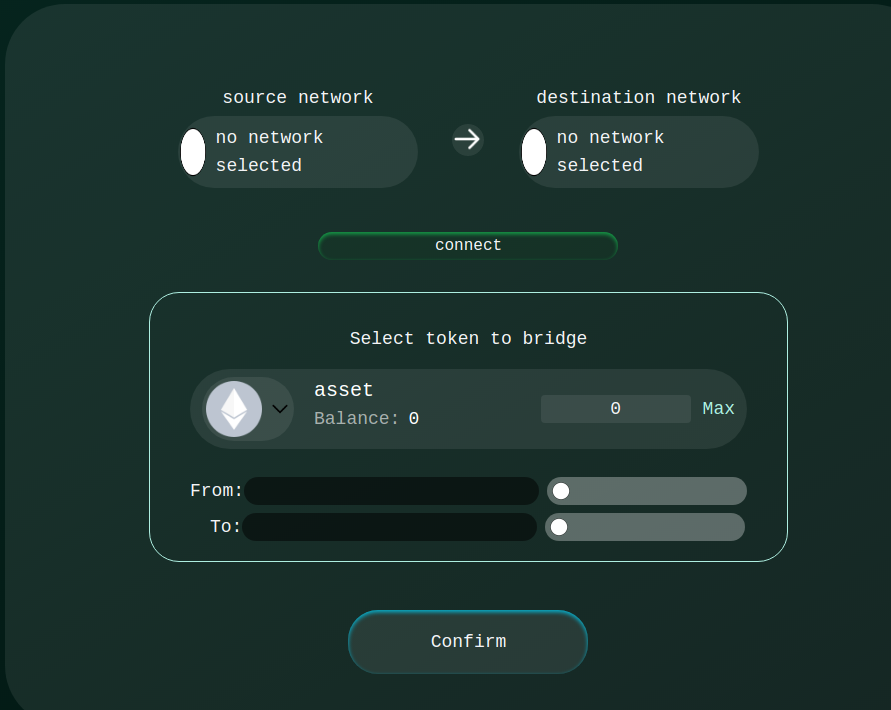 source network
destination network
no network
selected
no network
selected
connect
Select token to bridge
asset
Balance: 0
0
Max
From:
To:
Confirm